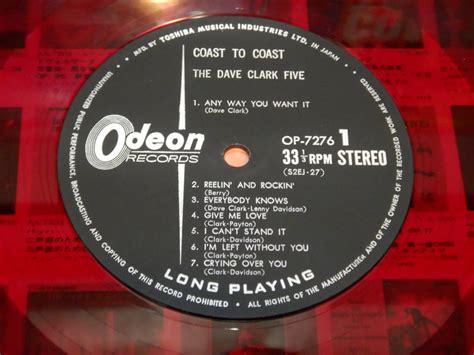 MFD. BY TOSHIBA MUSICAL INDUSTRIES LTD. IN JAPAN
COAST TO COAST
THE DAVE CLARK FIVE
1. ANY WAY YOU WANT IT
(Dave Clark)
Odeon
RECORDS
OP-7276 1
33⅓RPM STEREO
(S2EJ-27)
2. REELIN' AND ROCKIN'
(Berry)
3. EVERYBODY KNOWS
(Dave Clark-Lenny Davidson)
4. GIVE ME LOVE
(Clark-Payton)
5. I CAN'T STAND IT
(Clark-Payton)
6. I'M LEFT WITHOUT YOU
(Clark-Davidson)
7. CRYING OVER YOU
(Clark-Davidson)
LONG PLAYING
UNAUTHORIZED PUBLIC PERFORMANCE, BROADCASTING AND COPYING OF THIS RECORD PROHIBITED. ALL RIGHTS OF THE MANUFACTURER AND OF THE OWNER OF THE RECORDED WORK ARE RESERVED